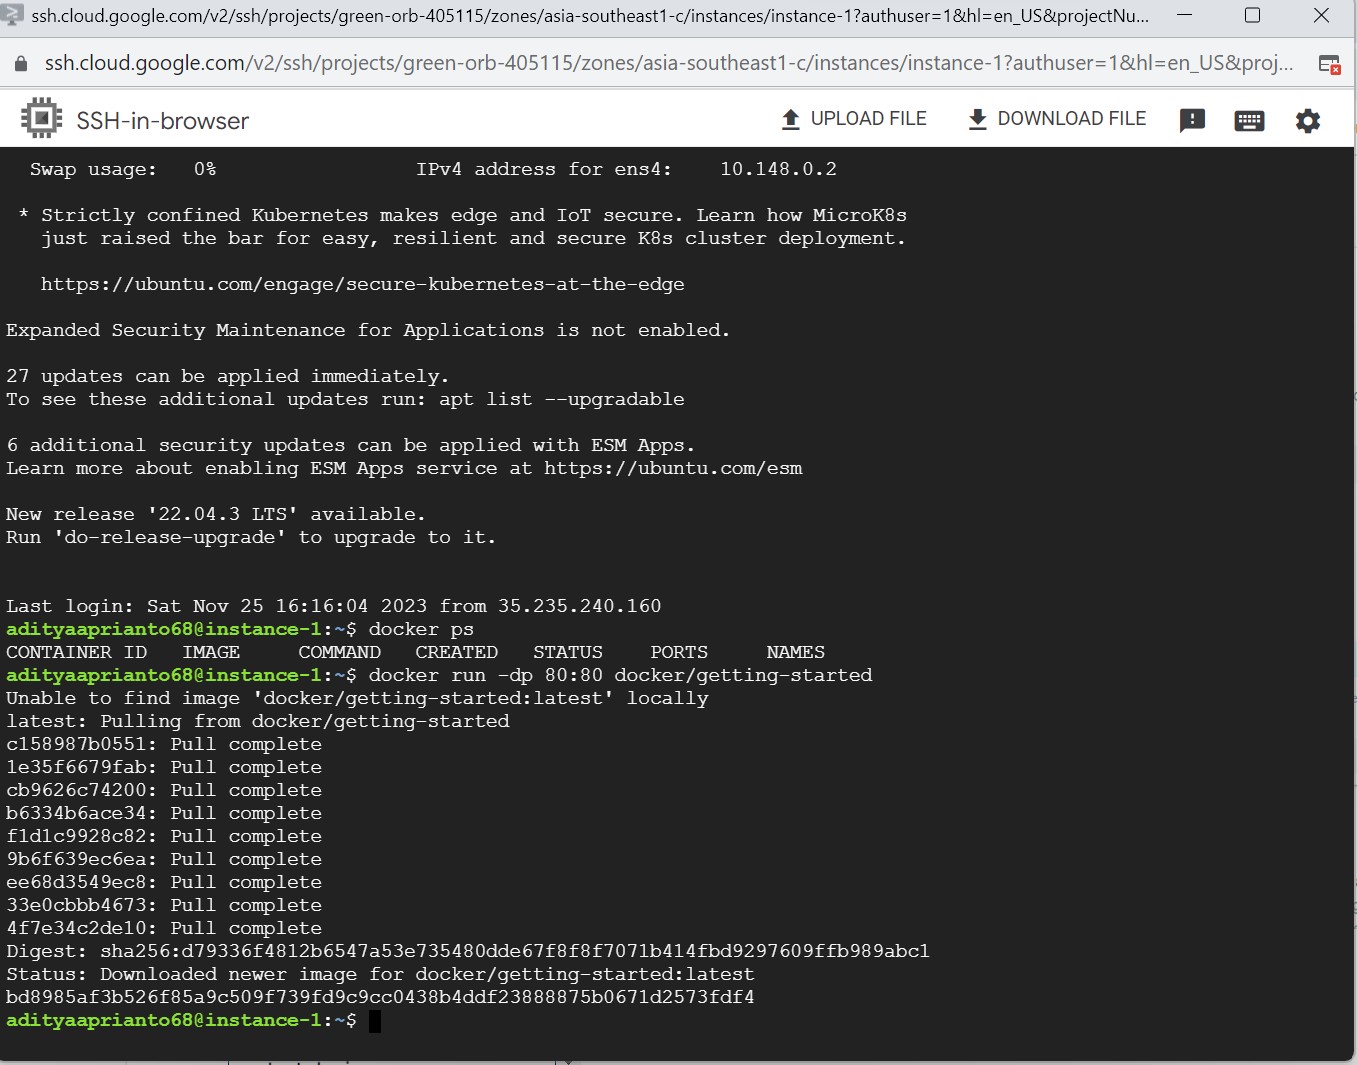 ssh.cloud.google.com/v2/ssh/projects/green-orb-405115/zones/asia-southeast1-c/instances/instance-1?authuser=1&hl=en_US&projectNu...
ssh.cloud.google.com/v2/ssh/projects/green-orb-405115/zones/asia-southeast1-c/instances/instance-1?authuser=1&hl=en_US&proj...
SSH-in-browser UPLOAD FILE DOWNLOAD FILE
Swap usage: 0% IPv4 address for ens4: 10.148.0.2
* Strictly confined Kubernetes makes edge and IoT secure. Learn how MicroK8s
just raised the bar for easy, resilient and secure K8s cluster deployment.
https://ubuntu.com/engage/secure-kubernetes-at-the-edge
Expanded Security Maintenance for Applications is not enabled.
27 updates can be applied immediately.
To see these additional updates run: apt list --upgradable
6 additional security updates can be applied with ESM Apps.
Learn more about enabling ESM Apps service at https://ubuntu.com/esm
New release '22.04.3 LTS' available.
Run 'do-release-upgrade' to upgrade to it.
Last login: Sat Nov 25 16:16:04 2023 from 35.235.240.160
adityaaprianto68@instance-1:~$ docker ps
CONTAINER ID IMAGE COMMAND CREATED STATUS PORTS NAMES
adityaaprianto68@instance-1:~$ docker run -dp 80:80 docker/getting-started
Unable to find image 'docker/getting-started:latest' locally
latest: Pulling from docker/getting-started
c158987b0551: Pull complete
1e35f6679fab: Pull complete
cb9626c74200: Pull complete
b6334b6ace34: Pull complete
f1d1c9928c82: Pull complete
9b6f639ec6ea: Pull complete
ee68d3549ec8: Pull complete
33e0cbbb4673: Pull complete
4f7e34c2de10: Pull complete
Digest: sha256:d79336f4812b6547a53e735480dde67f8f8f7071b414fbd9297609ffb989abc1
Status: Downloaded newer image for docker/getting-started:latest
bd8985af3b526f85a9c509f739fd9c9cc0438b4ddf23888875b0671d2573fdf4
adityaaprianto68@instance-1:~$